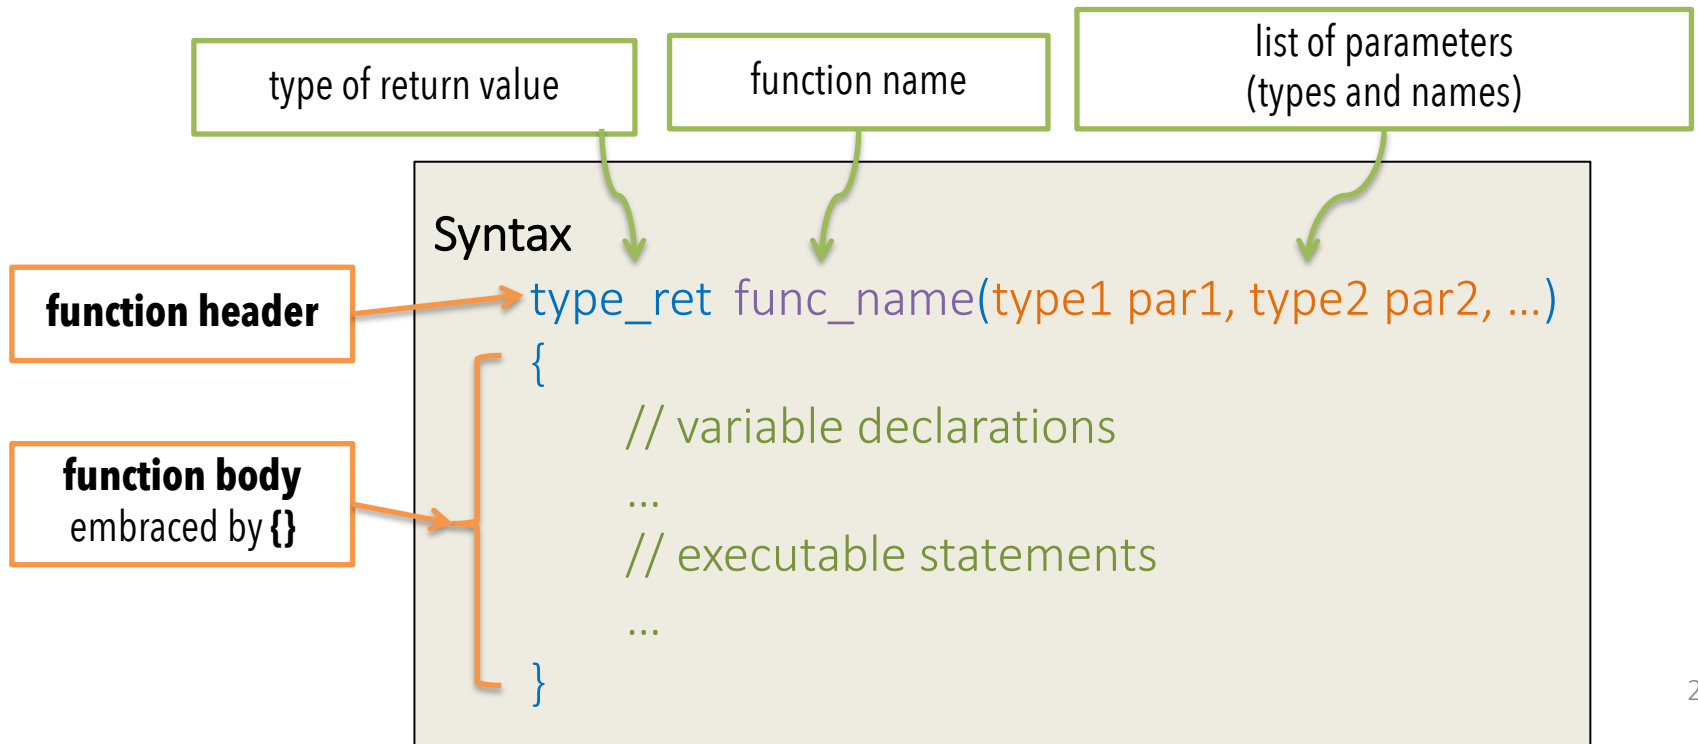 type of return value
function name
list of parameters
(types and names)
Syntax
function header
type_ret func_name(type1 par1, type2 par2, ...)
{
// variable declarations
...
function body
embraced by {}
// executable statements
...
}
2